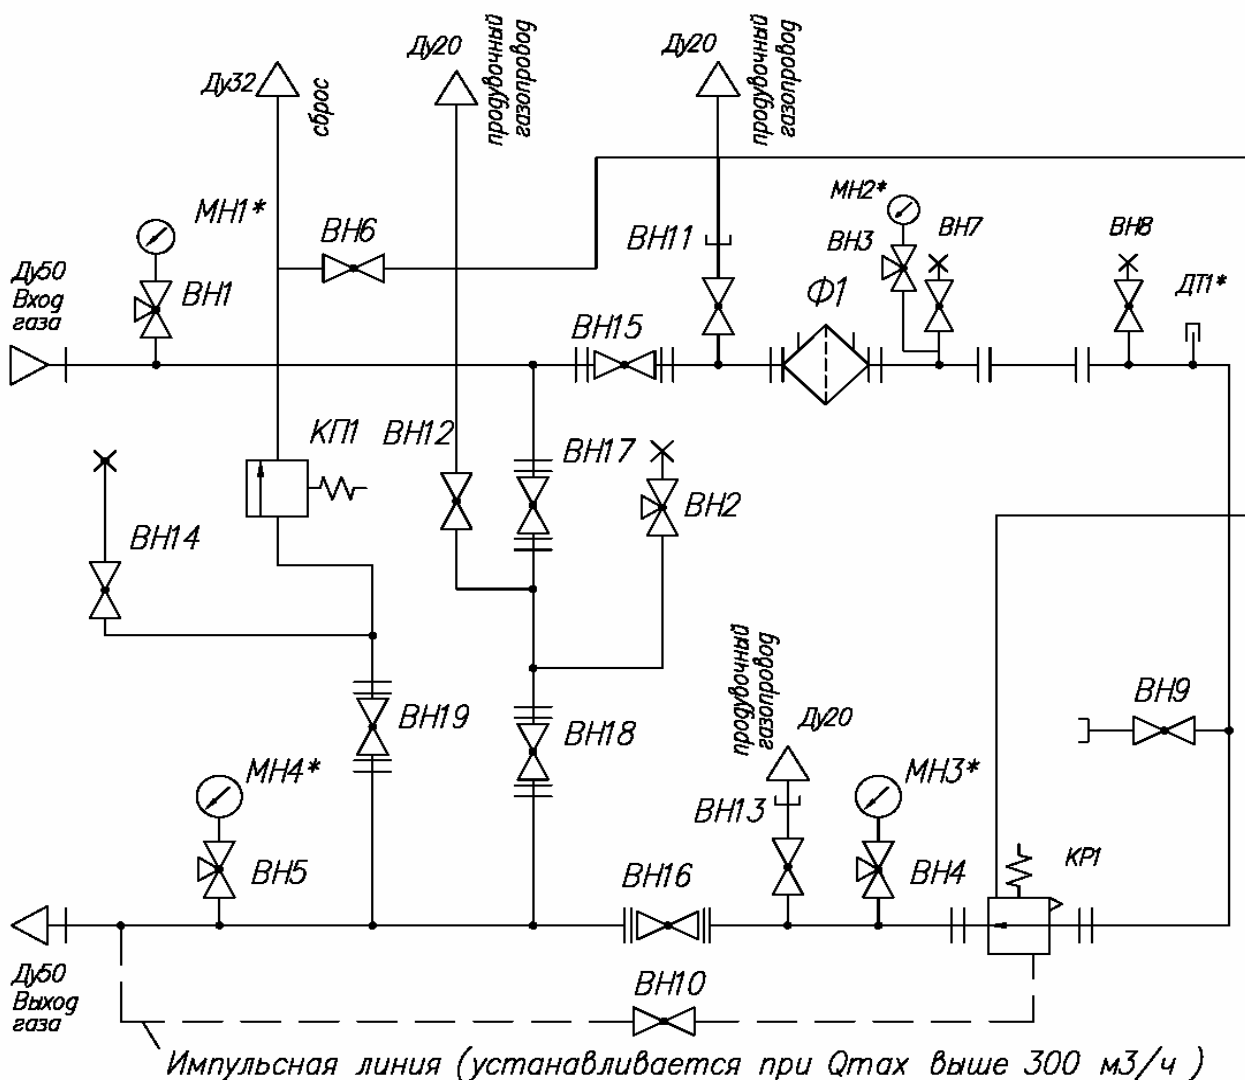 Ду32
сброс
Ду20
продувочный
газопровод
Ду20
продувочный
газопровод
МН1*
ВН6
ВН11
МН2*
ВН3
ВН7
ВН8
Ду50
Вход
газа
ВН1
ВН15
Ф1
ДТ1*
КП1
ВН12
ВН17
ВН2
ВН14
ВН19
ВН18
продувочный
газопровод
Ду20
ВН9
МН4*
ВН13
МН3*
ВН5
ВН16
ВН4
КР1
Ду50
Выход
газа
ВН10
Импульсная линия (устанавливается при Qmax выше 300 м3/ч )